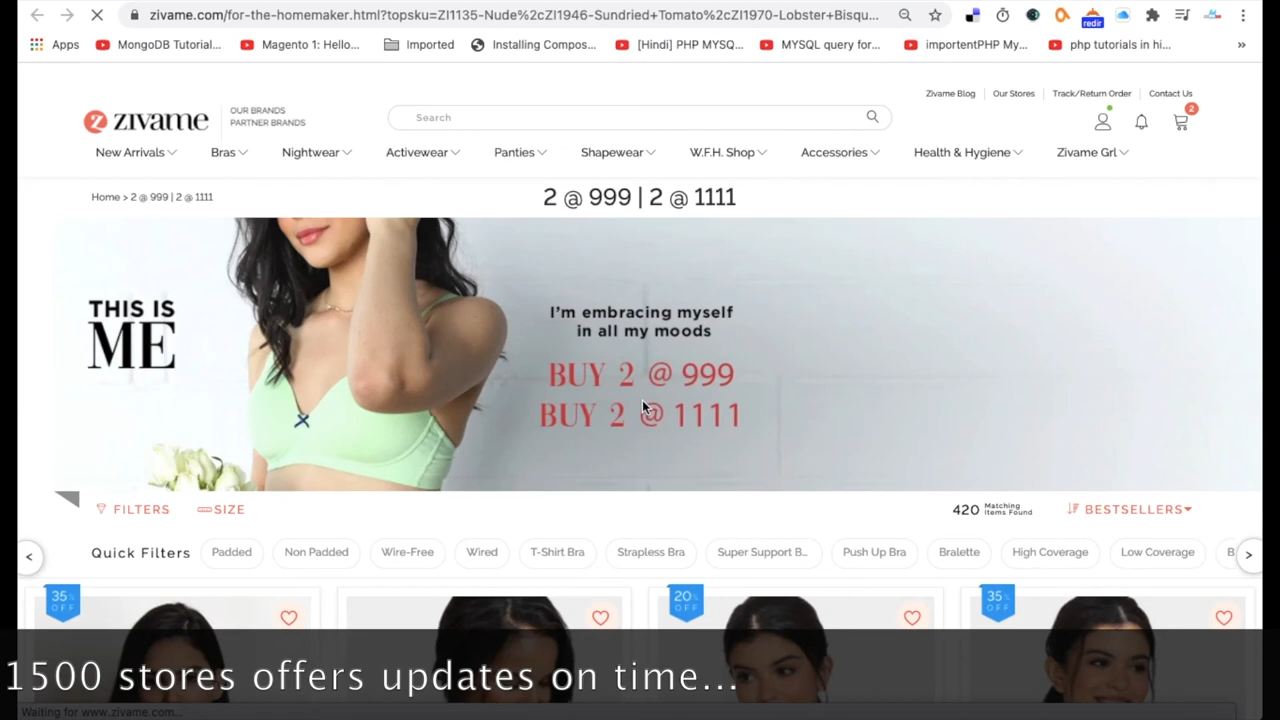 zivame.com/for-the-homemaker.html?topsku=ZI1135-Nude%2cZI1946-Sundried+Tomato%2cZI1970-Lobster+Bisqu...
redir
Apps
MongoDB Tutorial...
Magento 1: Hello...
Imported
Installing Compos...
[Hindi] PHP MYSQ...
MYSQL query for...
importentPHP My...
php tutorials in hi...
»
Zivame Blog
Our Stores
Track/Return Order
Contact Us
zivame
OUR BRANDS
PARTNER BRANDS
Search
2
New Arrivals
Bras
Nightwear
Activewear
Panties
Shapewear
W.F.H. Shop
Accessories
Health & Hygiene
Zivame Grl
Home > 2 @ 999 | 2 @ 1111
2 @ 999 | 2 @ 1111
THIS IS
ME
I'm embracing myself
in all my moods
BUY 2 @ 999
BUY 2 @ 1111
FILTERS
SIZE
420 Matching
Items Found
BESTSELLERS
<
Quick Filters
Padded
Non Padded
Wire-Free
Wired
T-Shirt Bra
Strapless Bra
Super Support B...
Push Up Bra
Bralette
High Coverage
Low Coverage
B
>
35%
OFF
20%
OFF
35%
OFF
1500 stores offers updates on time...
Waiting for www.zivame.com...